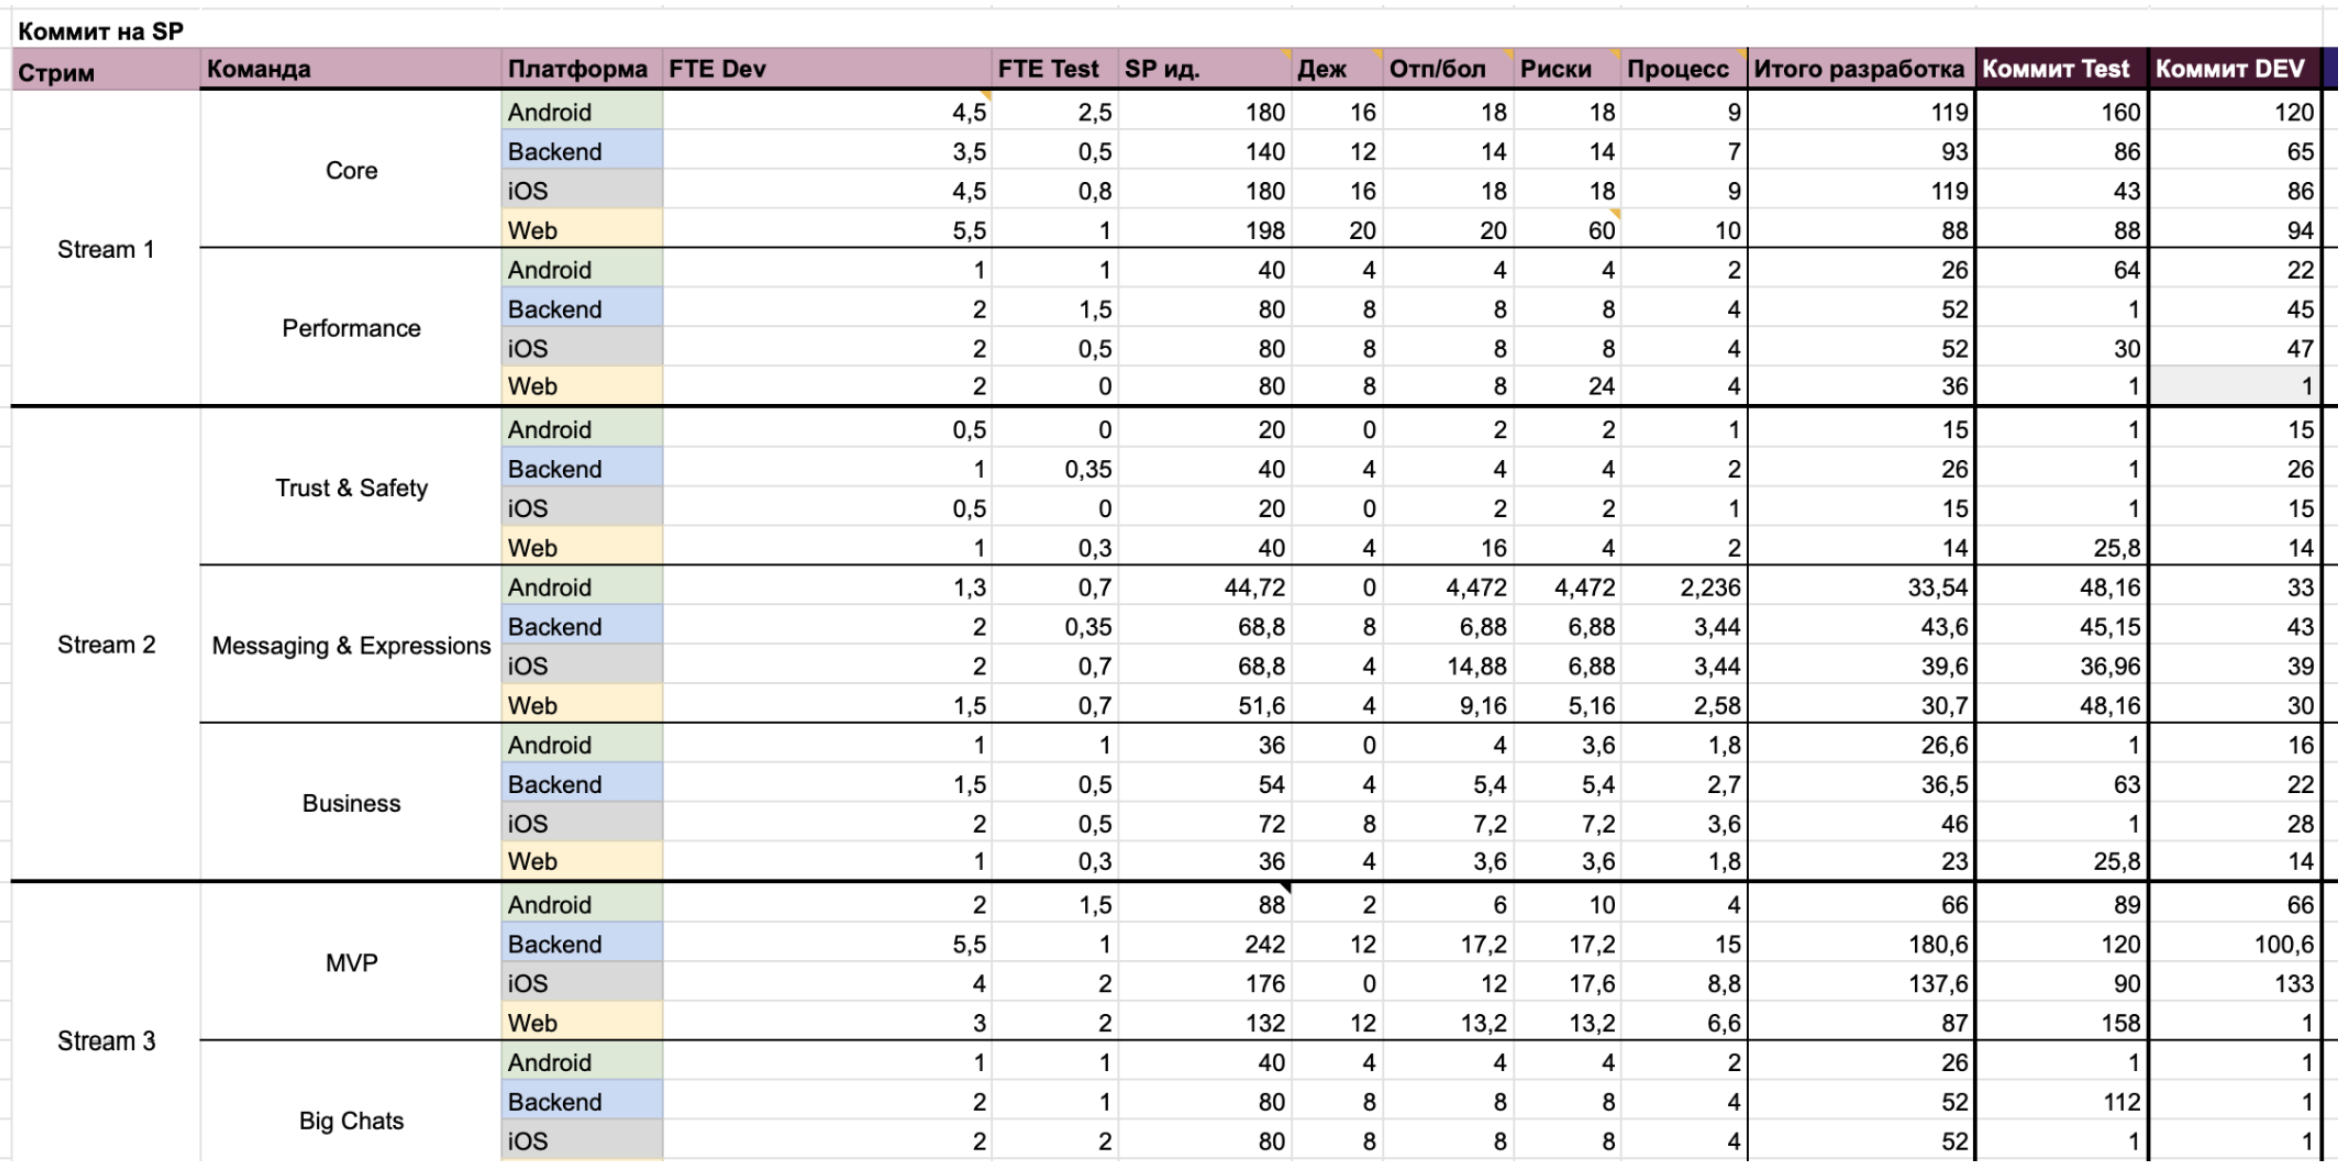 Коммит на SP
Стрим Команда Платформа FTE Dev FTE Test SP ид. Деж Отп/бол Риски Процесс Итого разработка Коммит Test Коммит DEV
Android 4,5 2,5 180 16 18 18 9 119 160 120
Backend 3,5 0,5 140 12 14 14 7 93 86 65
Core
iOS 4,5 0,8 180 16 18 18 9 119 43 86
Web 5,5 1 198 20 20 60 10 88 88 94
Stream 1
Android 1 1 40 4 4 4 2 26 64 22
Backend 2 1,5 80 8 8 8 4 52 1 45
Performance
iOS 2 0,5 80 8 8 8 4 52 30 47
Web 2 0 80 8 8 24 4 36 1 1
Android 0,5 0 20 0 2 2 1 15 1 15
Backend 1 0,35 40 4 4 4 2 26 1 26
Trust & Safety
iOS 0,5 0 20 0 2 2 1 15 1 15
Web 1 0,3 40 4 16 4 2 14 25,8 14
Android 1,3 0,7 44,72 0 4,472 4,472 2,236 33,54 48,16 33
Backend 2 0,35 68,8 8 6,88 6,88 3,44 43,6 45,15 43
Stream 2 Messaging & Expressions
iOS 2 0,7 68,8 4 14,88 6,88 3,44 39,6 36,96 39
Web 1,5 0,7 51,6 4 9,16 5,16 2,58 30,7 48,16 30
Android 1 1 36 0 4 3,6 1,8 26,6 1 16
Backend 1,5 0,5 54 4 5,4 5,4 2,7 36,5 63 22
Business
iOS 2 0,5 72 8 7,2 7,2 3,6 46 1 28
Web 1 0,3 36 4 3,6 3,6 1,8 23 25,8 14
Android 2 1,5 88 2 6 10 4 66 89 66
Backend 5,5 1 242 12 17,2 17,2 15 180,6 120 100,6
MVP
iOS 4 2 176 0 12 17,6 8,8 137,6 90 133
Web 3 2 132 12 13,2 13,2 6,6 87 158 1
Stream 3
Android 1 1 40 4 4 4 2 26 1 1
Backend 2 1 80 8 8 8 4 52 112 1
Big Chats
iOS 2 2 80 8 8 8 4 52 1 1